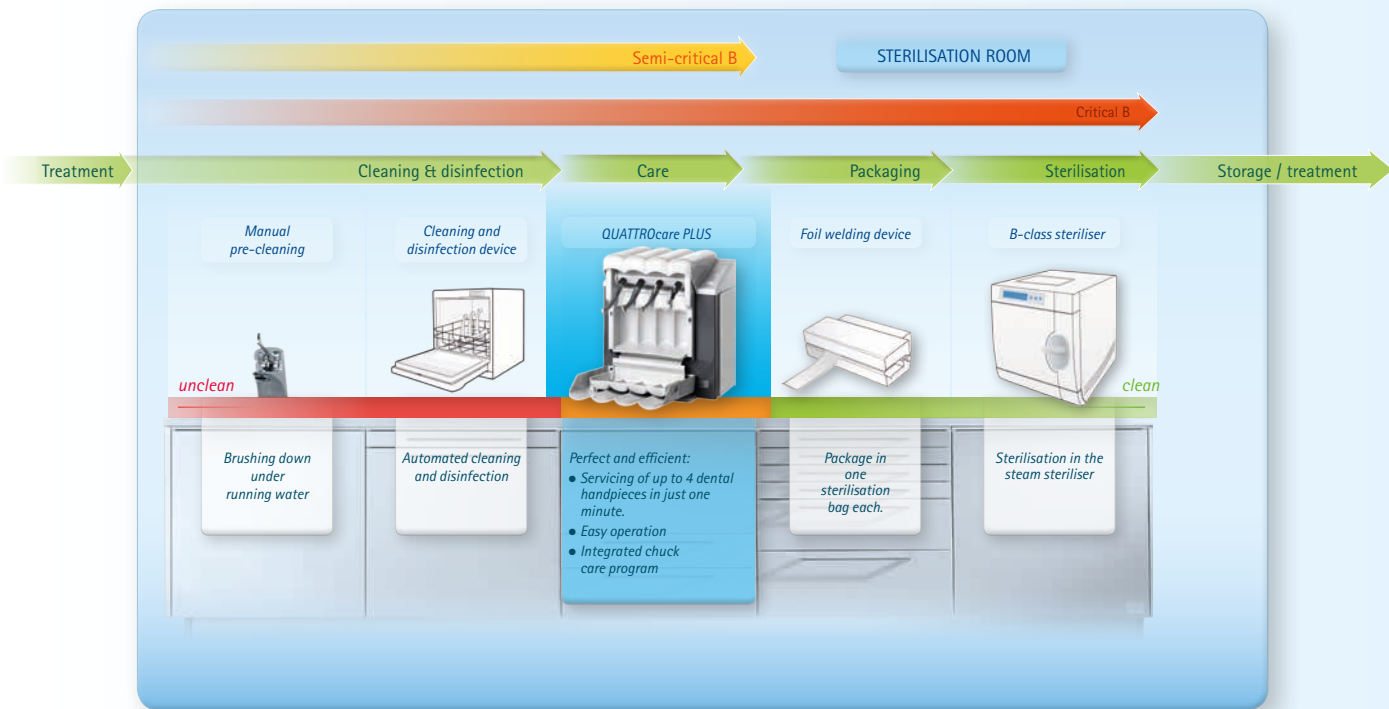 Semi-critical B
STERILISATION ROOM
Critical B
Treatment
Cleaning & disinfection
Care
Packaging
Sterilisation
Storage / treatment
Manual
pre-cleaning
Cleaning and
disinfection device
QUATTROcare PLUS
Foil welding device
B-class steriliser
unclean
clean
Brushing down
under
running water
Automated cleaning
and disinfection
Perfect and efficient:
● Servicing of up to 4 dental
handpieces in just one
minute.
● Easy operation
● Integrated chuck
care program
Package in
one
sterilisation
bag each.
Sterilisation in the
steam steriliser